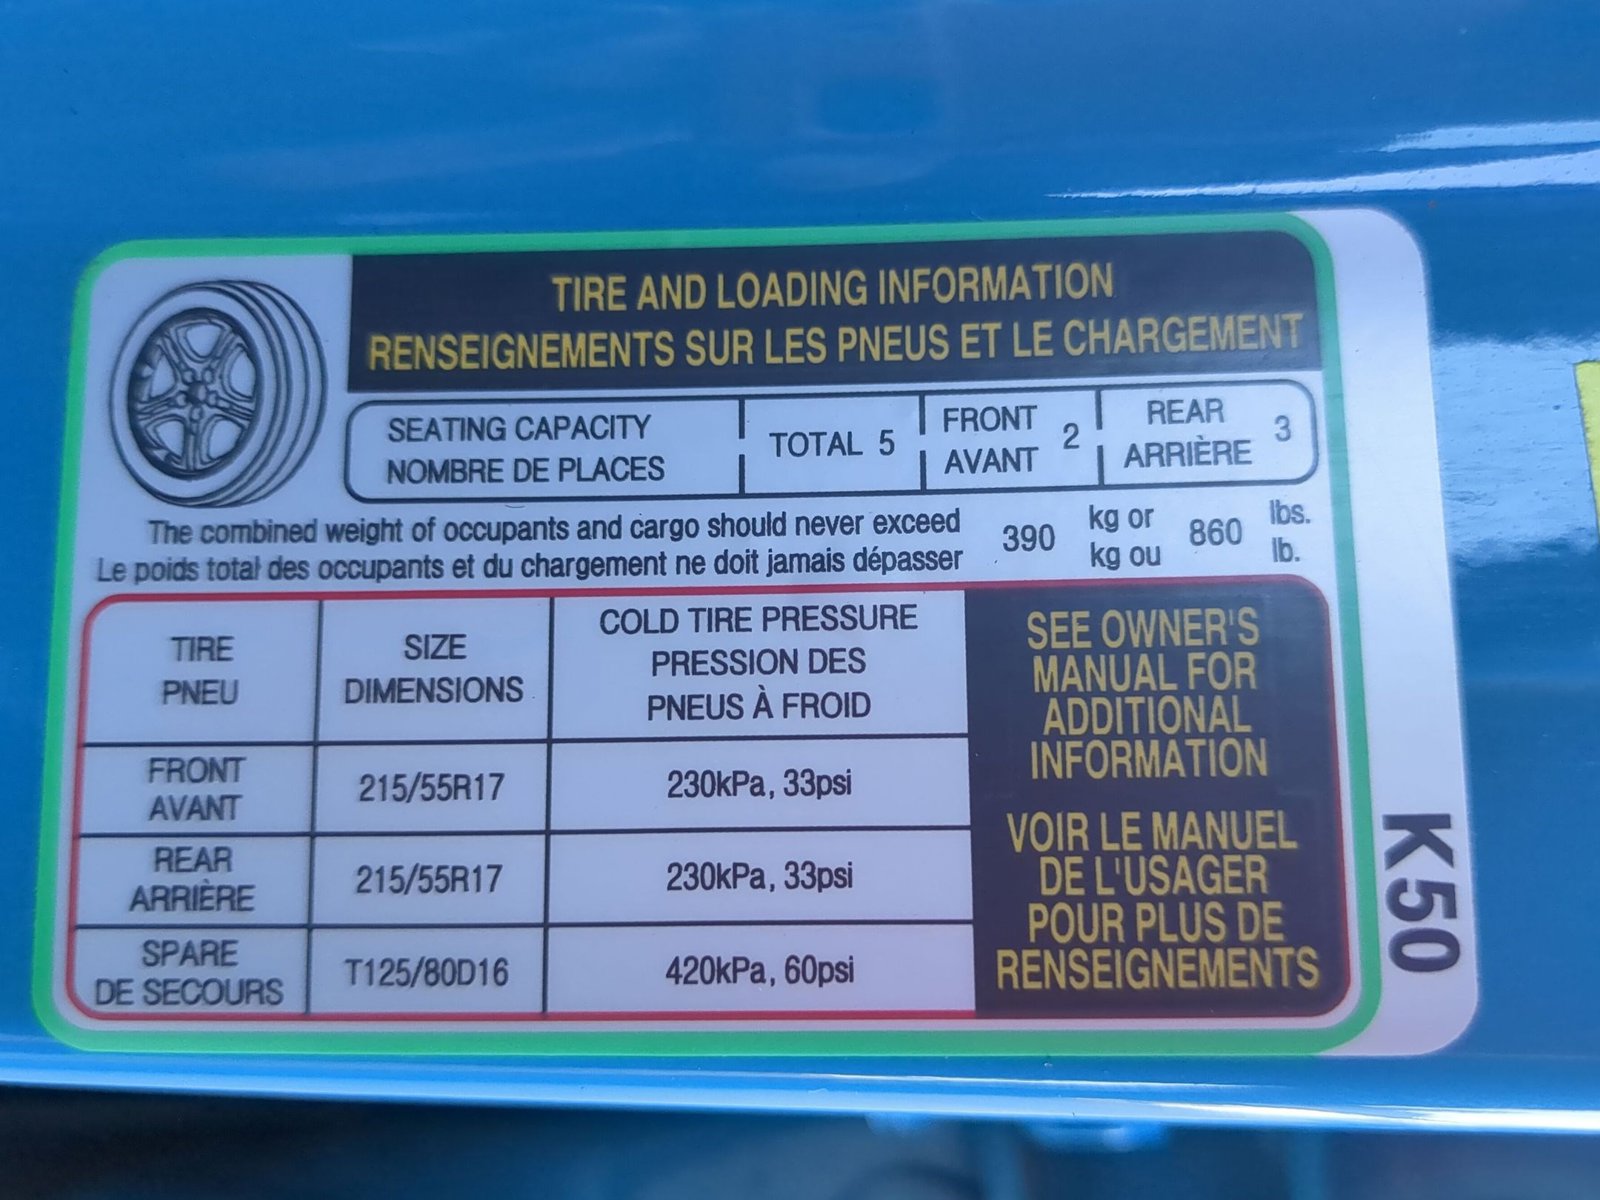 TIRE AND LOADING INFORMATION
RENSEIGNEMENTS SUR LES PNEUS ET LE CHARGEMENT
SEATING CAPACITY
NOMBRE DE PLACES
TOTAL 5
FRONT
AVANT
2
REAR
ARRIÈRE
3
The combined weight of occupants and cargo should never exceed
Le poids total des occupants et du chargement ne doit jamais dépasser
390
kg or
kg ou
860
lbs.
lb.
TIRE
PNEU
SIZE
DIMENSIONS
COLD TIRE PRESSURE
PRESSION DES
PNEUS À FROID
FRONT
AVANT
215/55R17
230kPa, 33psi
REAR
ARRIÈRE
215/55R17
230kPa, 33psi
SPARE
DE SECOURS
T125/80D16
420kPa, 60psi
SEE OWNER'S
MANUAL FOR
ADDITIONAL
INFORMATION
VOIR LE MANUEL
DE L'USAGER
POUR PLUS DE
RENSEIGNEMENTS
K50